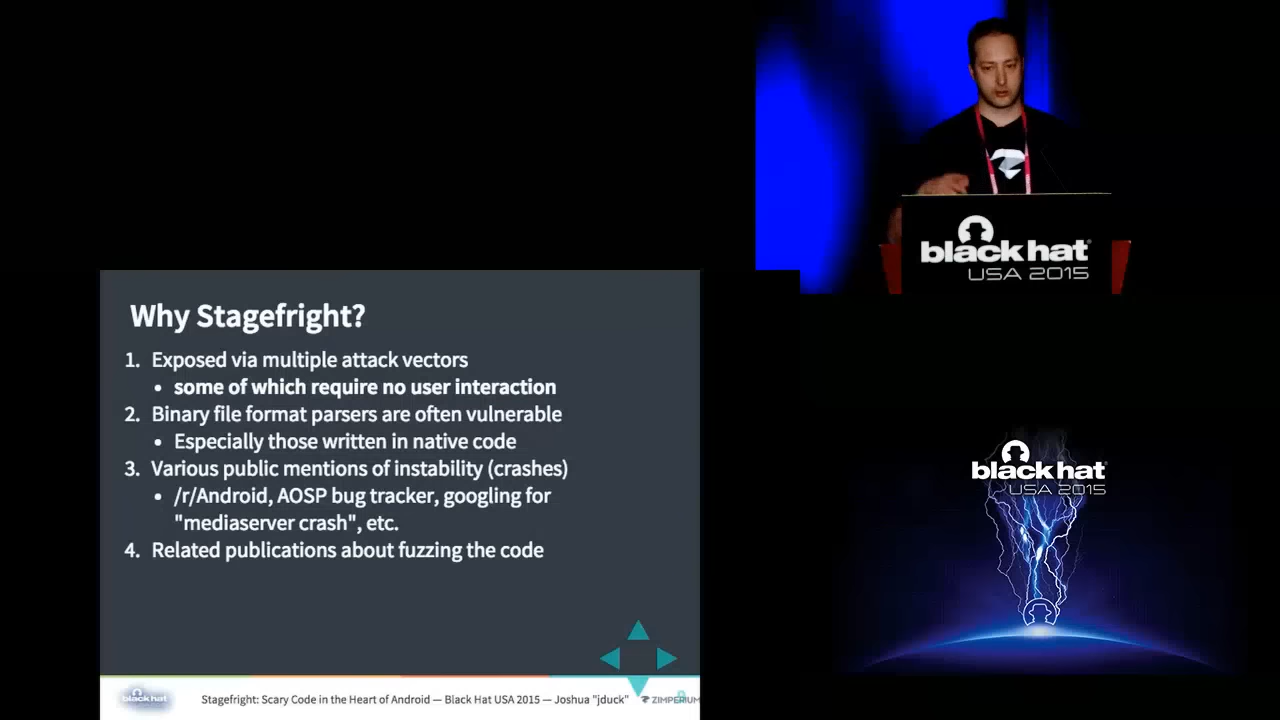 black hat
USA 2015
Why Stagefright?
1. Exposed via multiple attack vectors
• some of which require no user interaction
2. Binary file format parsers are often vulnerable
• Especially those written in native code
3. Various public mentions of instability (crashes)
• /r/Android, AOSP bug tracker, googling for
"mediaserver crash", etc.
4. Related publications about fuzzing the code
black hat
USA 2015
black hat
Stagefright: Scary Code in the Heart of Android — Black Hat USA 2015 — Joshua "jduck"
ZIMPERIUM